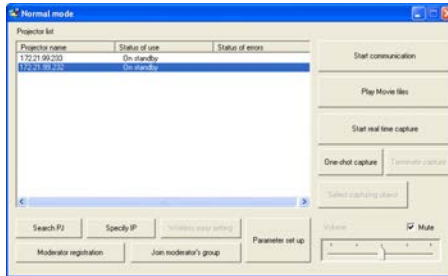 Normal mode
Projector list
Projector name Status of use Status of errors
172.21.99.233 On standby
172.21.99.232 On standby
Start communication
Play Movie files
Start real time capture
One-shot capture Terminate capture
Select capturing object
Search PJ Specify IP Wireless easy setting
Parameter set up
Volume Mute
Moderator registration Join moderator's group